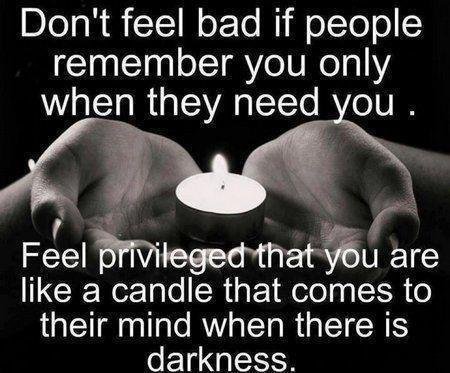 Don't feel bad if people
remember you only
when they need you .
Feel privileged that you are
like a candle that comes to
their mind when there is
darkness.